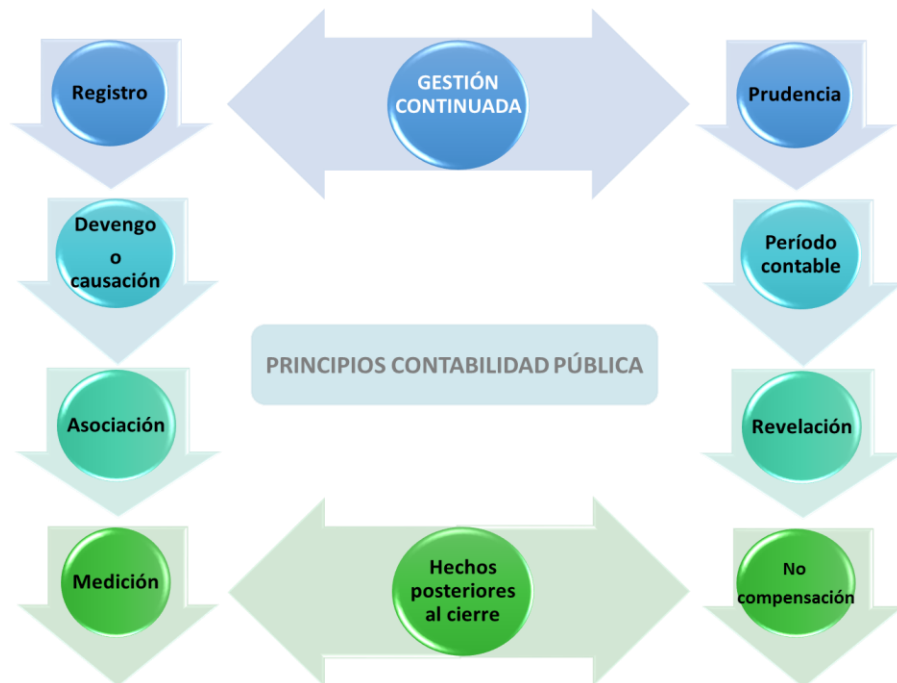 Registro
GESTIÓN
CONTINUADA
Prudencia
Devengo
o
causación
Período
contable
PRINCIPIOS CONTABILIDAD PÚBLICA
Asociación
Revelación
Medición
Hechos
posteriores
al cierre
No
compensación